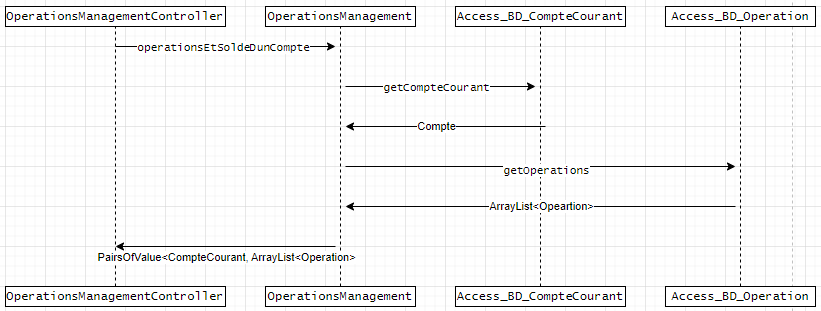 OperationsManagementController
OperationsManagement
Access_BD_CompteCourant
Access_BD_Operation
operationsEtSoldeDunCompte
getCompteCourant
Compte
getOperations
ArrayList<Opeartion>
PairsOfValue<CompteCourant, ArrayList<Operation>
OperationsManagementController
OperationsManagement
Access_BD_CompteCourant
Access_BD_Operation